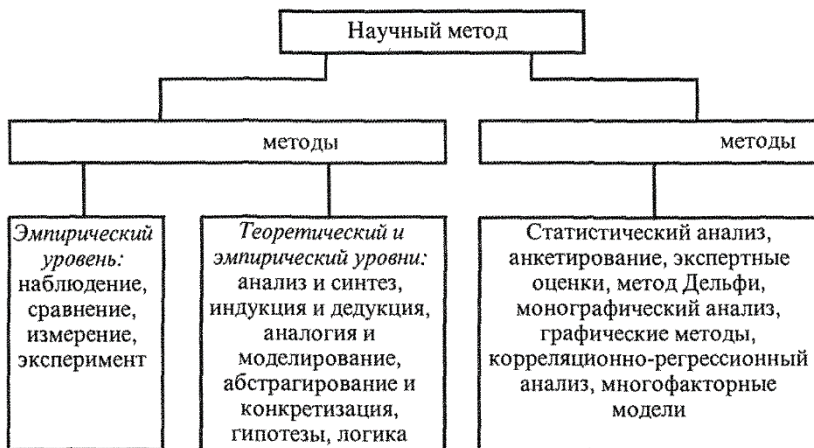 Научный метод
методы
методы
Эмпирический
уровень:
наблюдение,
сравнение,
измерение,
эксперимент
Теоретический и
эмпирический уровни:
анализ и синтез,
индукция и дедукция,
аналогия и
моделирование,
абстрагирование и
конкретизация,
гипотезы, логика
Статистический анализ,
анкетирование, экспертные
оценки, метод Дельфи,
монографический анализ,
графические методы,
корреляционно-регрессионный
анализ, многофакторные
модели